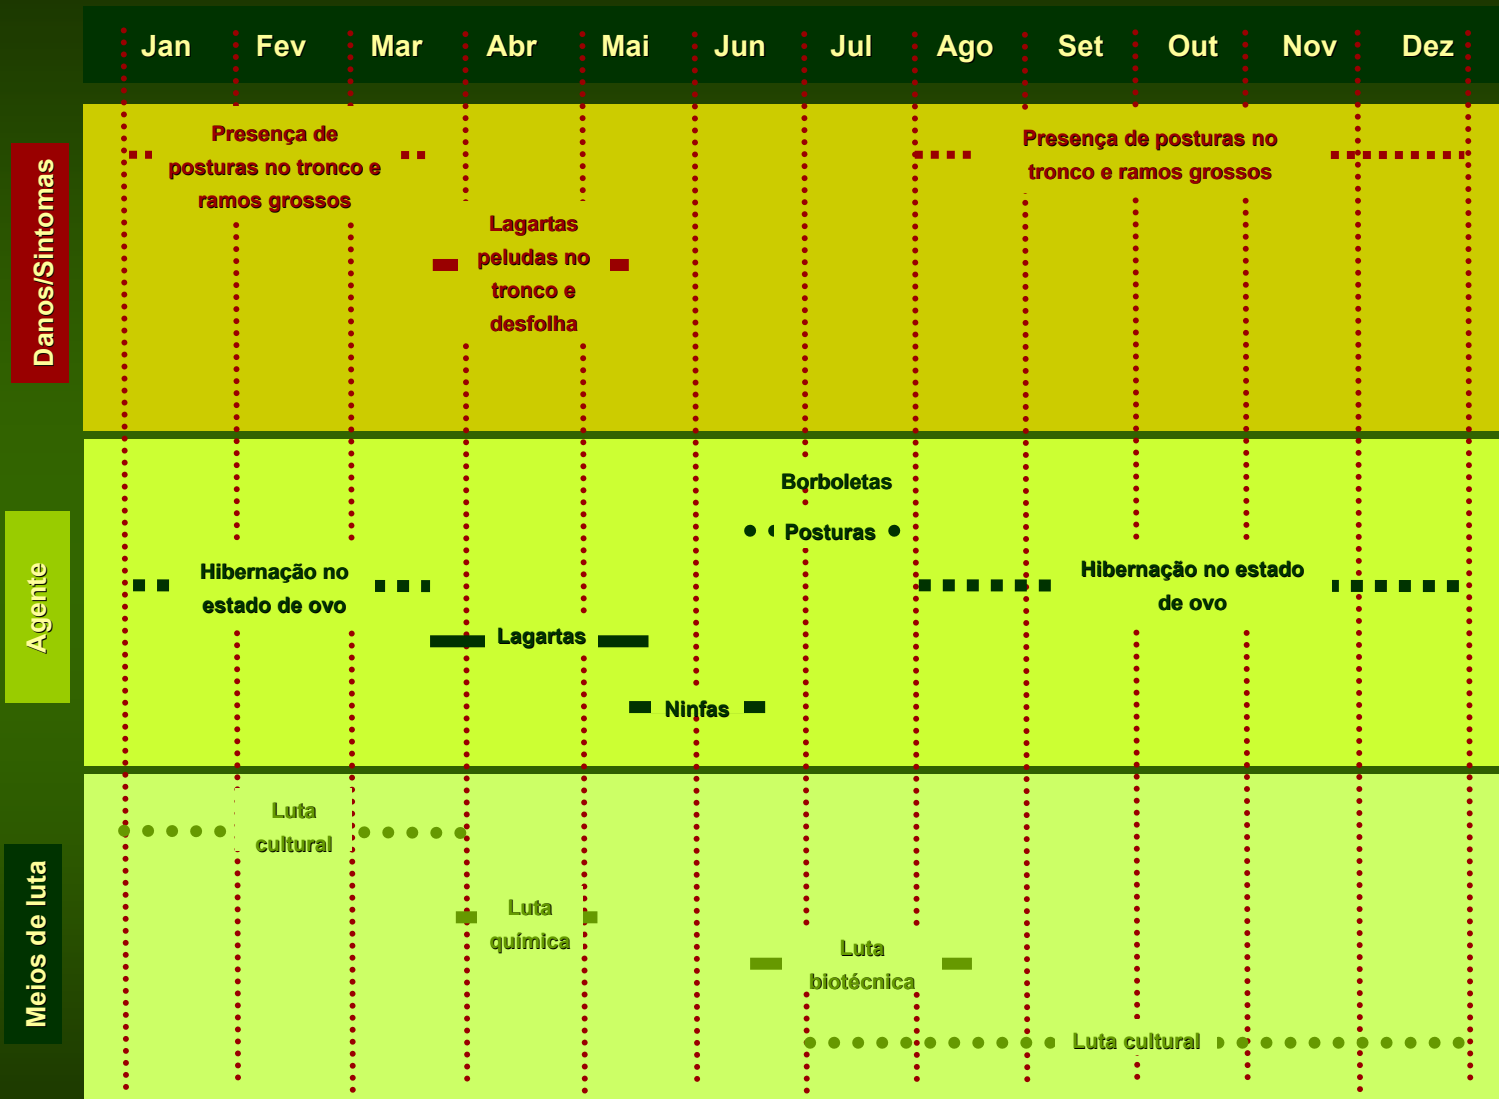 Jan Fev Mar Abr Mai Jun Jul Ago Set Out Nov Dez
Danos/Sintomas
Presença de
posturas no tronco e
ramos grossos
Presença de posturas no
tronco e ramos grossos
Lagartas
peludas no
tronco e
desfolha
Agente
Borboletas
Posturas
Hibernação no
estado de ovo
Hibernação no estado
de ovo
Lagartas
Ninfas
Meios de luta
Luta
cultural
Luta
química
Luta
biotécnica
Luta cultural